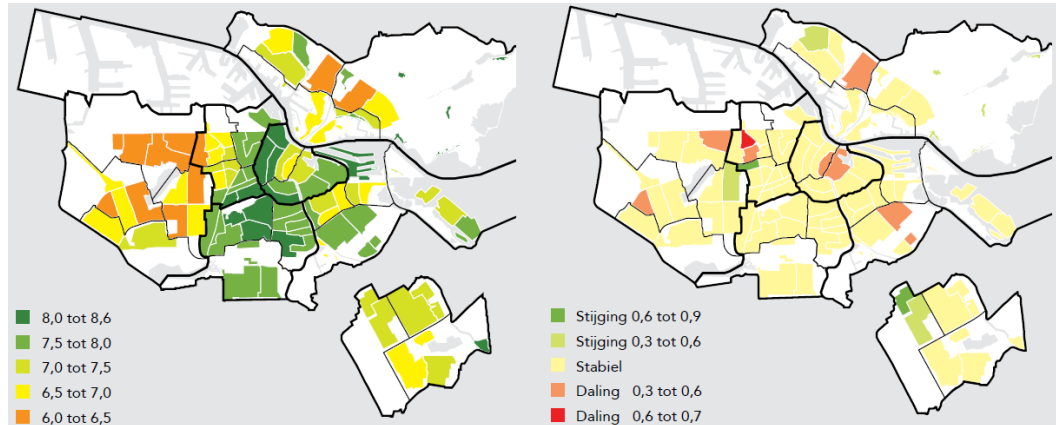 8,0 tot 8,6
7,5 tot 8,0
7,0 tot 7,5
6,5 tot 7,0
6,0 tot 6,5
Stijging 0,6 tot 0,9
Stijging 0,3 tot 0,6
Stabiel
Daling 0,3 tot 0,6
Daling 0,6 tot 0,7